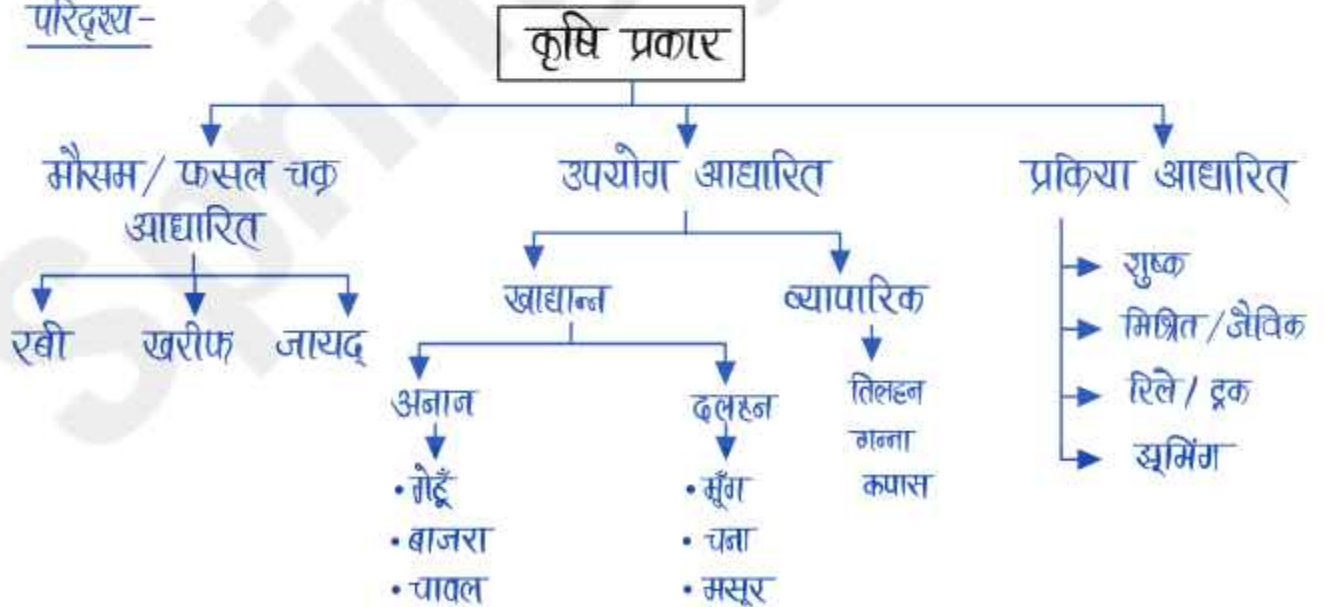 परिदृश्य-
कृषि प्रकार
मौसम / फसल चक्र
आधारित
रबी खरीफ जायद्
उपयोग आधारित
खाद्यान्न
अनाज
• गेहूँ
• बाजरा
• चावल
दलहन
• मूँग
• चना
• मसूर
व्यापारिक
तिलहन
गन्ना
कपास
प्रक्रिया आधारित
शुष्क
मिश्रित / जैविक
रिले / ट्रक
झूमिंग